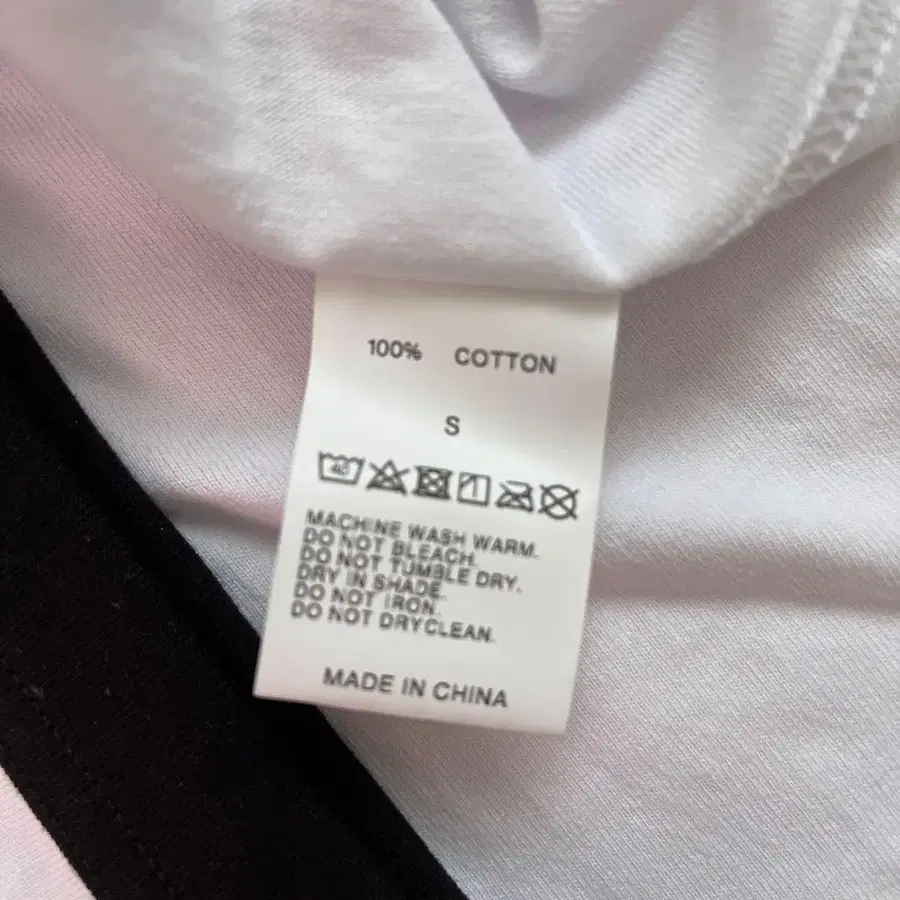 100% COTTON
S
40
MACHINE WASH WARM.
DO NOT BLEACH.
DO NOT TUMBLE DRY.
DRY IN SHADE.
DO NOT IRON.
DO NOT DRYCLEAN.
MADE IN CHINA